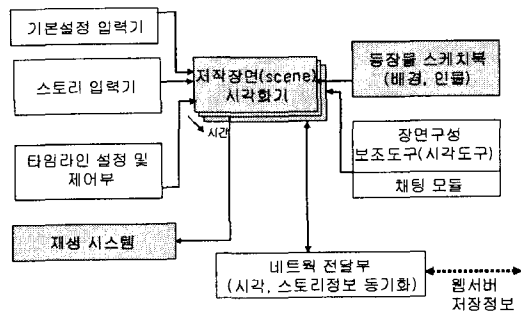 기본설정 입력기
스토리 입력기
타임라인 설정 및
제어부
재생 시스템
저작장면(scene)
시각화기
시간
등장물 스케치북
(배경, 인물)
장면구성
보조도구(시각도구)
채팅 모듈
네트웍 전달부
(시각, 스토리정보 동기화)
웹서버
저장정보